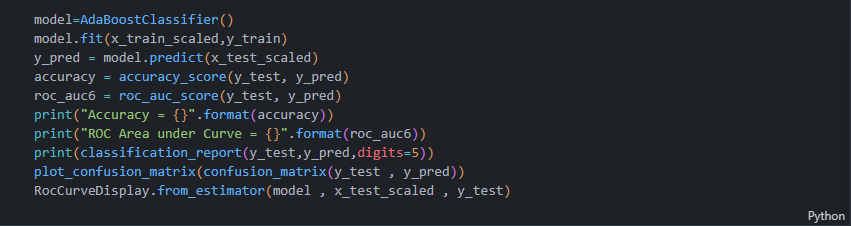 model=AdaBoostClassifier()
model.fit(x_train_scaled,y_train)
y_pred = model.predict(x_test_scaled)
accuracy = accuracy_score(y_test, y_pred)
roc_auc6 = roc_auc_score(y_test, y_pred)
print("Accuracy = {}".format(accuracy))
print("ROC Area under Curve = {}".format(roc_auc6))
print(classification_report(y_test,y_pred,digits=5))
plot_confusion_matrix(confusion_matrix(y_test , y_pred))
RocCurveDisplay.from_estimator(model , x_test_scaled , y_test)
Python